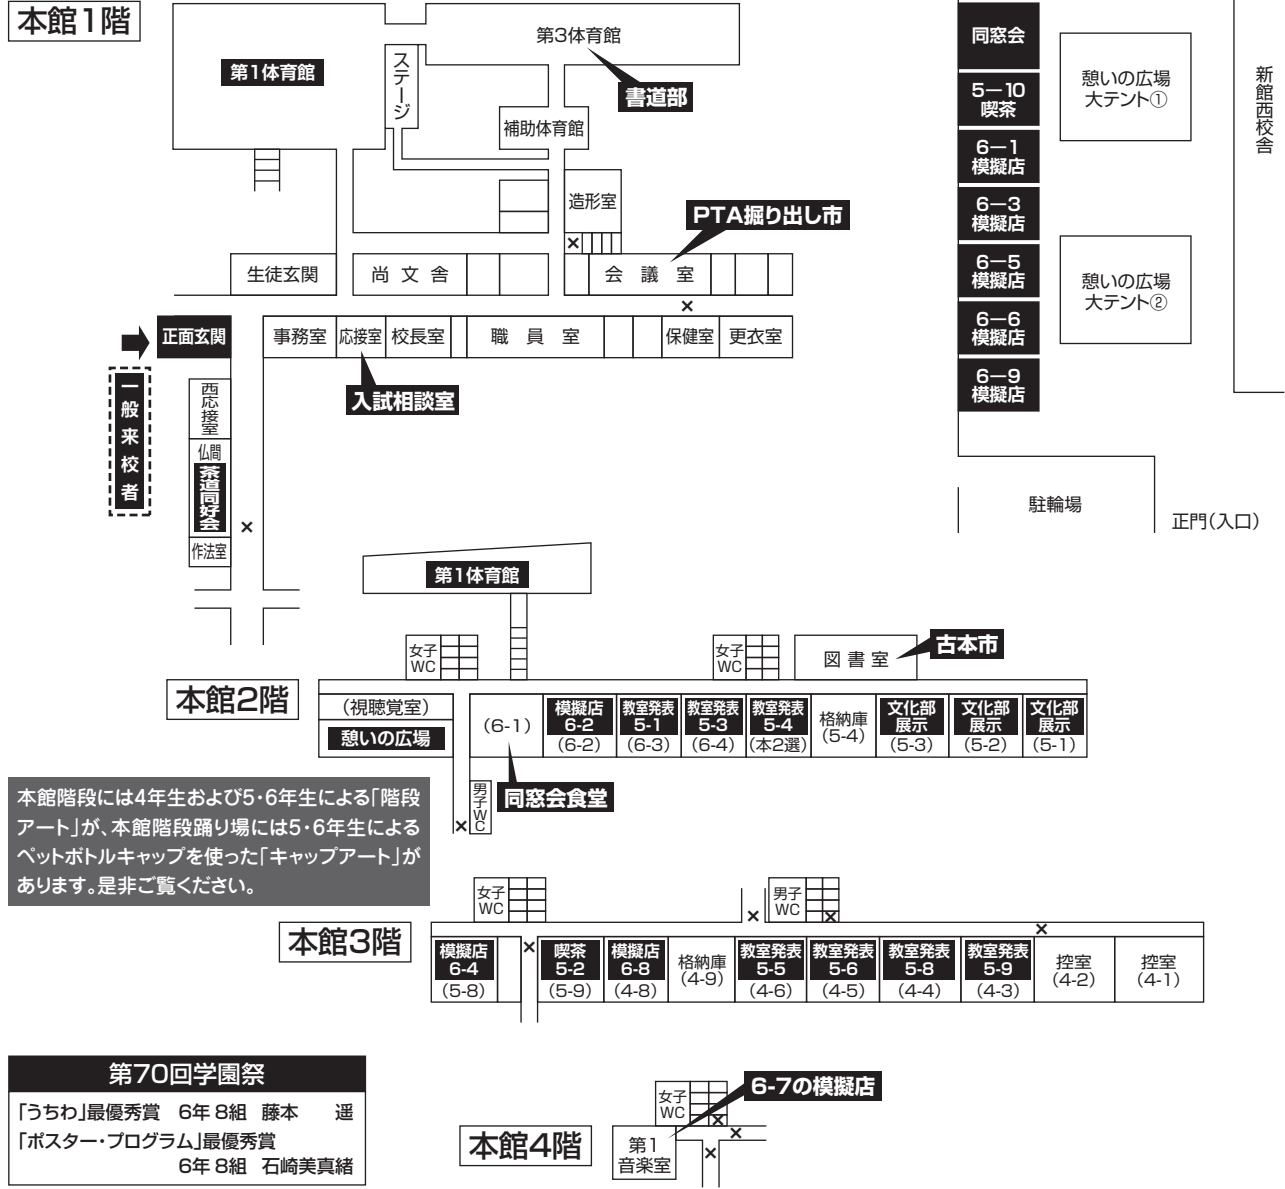 本館1階
第1体育館
ステージ
第3体育館
書道部
補助体育館
造形室
×
PTA掘り出し市
生徒玄関
尚文舎
会議室
×
正面玄関
事務室
応接室
校長室
職員室
保健室
更衣室
入試相談室
一般来校者
西応接室
仏間
茶道同好会
作法室
×
同窓会
5－10
喫茶
6－1
模擬店
6－3
模擬店
6－5
模擬店
6－6
模擬店
6－9
模擬店
憩いの広場
大テント①
憩いの広場
大テント②
新館西校舎
駐輪場
正門(入口)
本館2階
第1体育館
女子
WC
女子
WC
図書室
古本市
(視聴覚室)
憩いの広場
(6-1)
模擬店
6-2
(6-2)
教室発表
5-1
(6-3)
教室発表
5-3
(6-4)
教室発表
5-4
(本2選)
格納庫
(5-4)
文化部
展示
(5-3)
文化部
展示
(5-2)
文化部
展示
(5-1)
男子WC
×
同窓会食堂
本館階段には4年生および5・6年生による「階段
アート」が、本館階段踊り場には5・6年生による
ペットボトルキャップを使った「キャップアート」が
あります。是非ご覧ください。
本館3階
女子
WC
×
男子
WC
×
×
模擬店
6-4
(5-8)
×
喫茶
5-2
(5-9)
模擬店
6-8
(4-8)
格納庫
(4-9)
教室発表
5-5
(4-6)
教室発表
5-6
(4-5)
教室発表
5-8
(4-4)
教室発表
5-9
(4-3)
控室
(4-2)
控室
(4-1)
第70回学園祭
「うちわ」最優秀賞　6年 8組　藤本　　遥
「ポスター・プログラム」最優秀賞
6年 8組　石崎美真緒
本館4階
女子
WC
×
×
×
第1
音楽室
6-7の模擬店